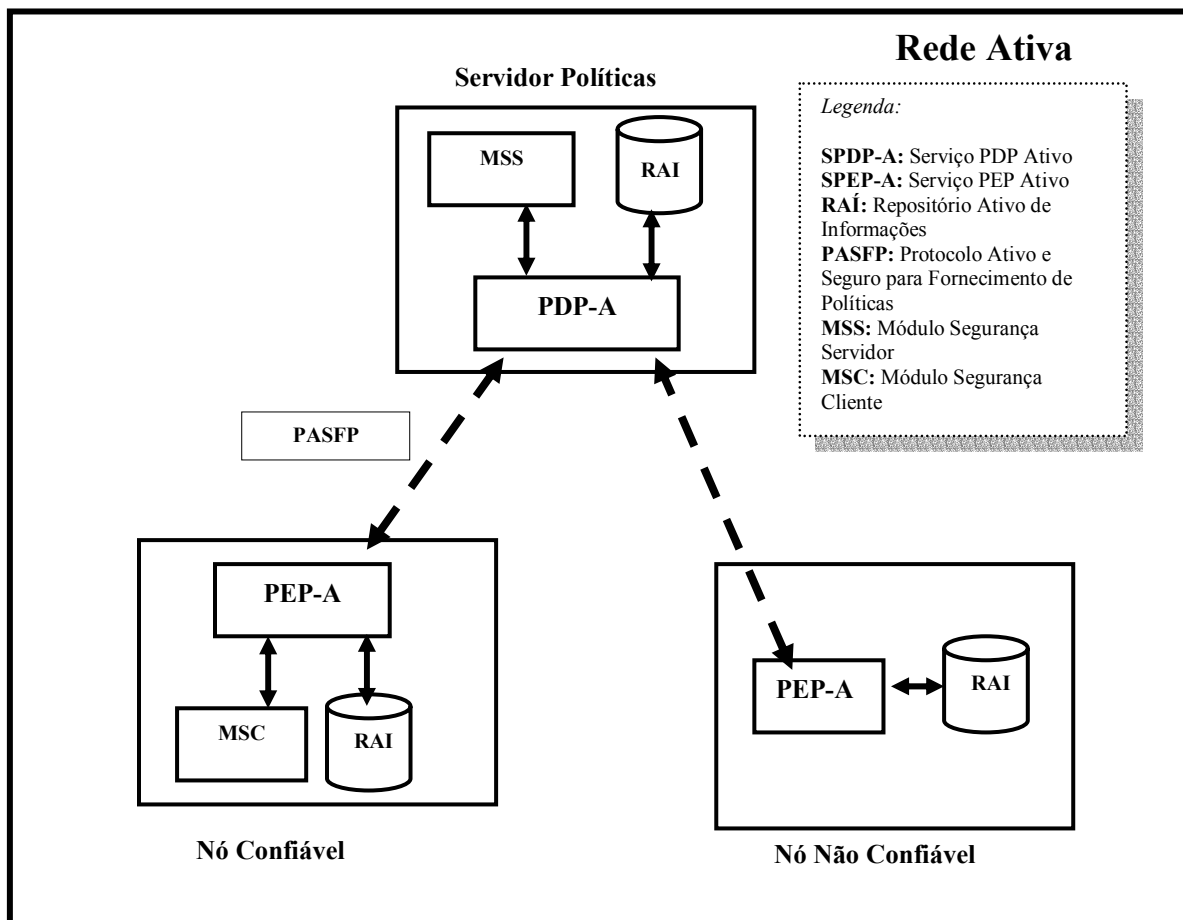 Rede Ativa
Servidor Políticas
MSS
RAI
PDP-A
Legenda:
SPDP-A: Serviço PDP Ativo
SPEP-A: Serviço PEP Ativo
RAÍ: Repositório Ativo de
Informações
PASFP: Protocolo Ativo e
Seguro para Fornecimento de
Políticas
MSS: Módulo Segurança
Servidor
MSC: Módulo Segurança
Cliente
PASFP
PEP-A
MSC
RAI
Nó Confiável
PEP-A
RAI
Nó Não Confiável